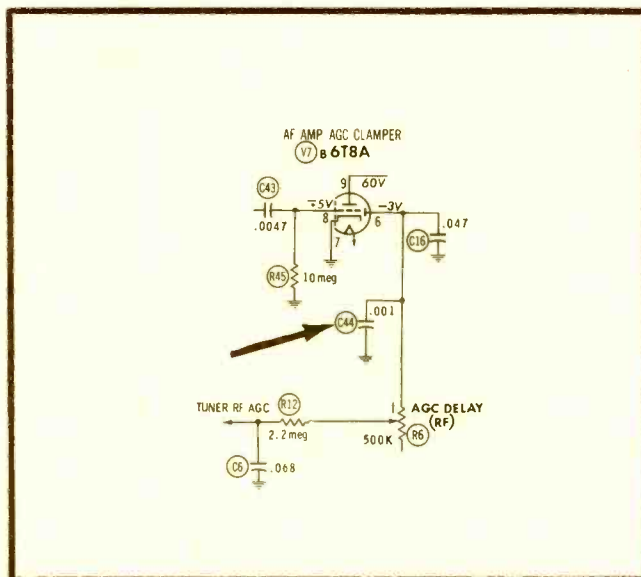 AF AMP AGC CLAMPER
V7 B 6T8A
C43
.0047
+5V
8
9
60V
-3V
6
7
.047
C16
R45
10 meg
C44
.001
TUNER RF AGC
R12
2.2 meg
1
AGC DELAY
(RF)
R6
500K
C6
.068